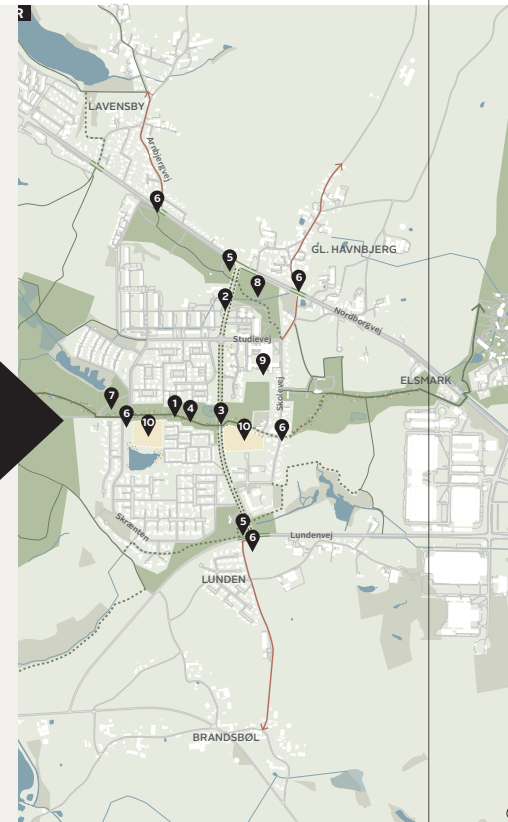 R
LAVENSBY
Arnbjergvej
6
5
GL. HAVNBJERG
6
8
2
Nordborgvej
Studievej
9
ELSMARK
Skolevej
7
1
4
3
6
10
10
6
5
6
Skrænten
Lundenvej
LUNDEN
BRANDSBØL